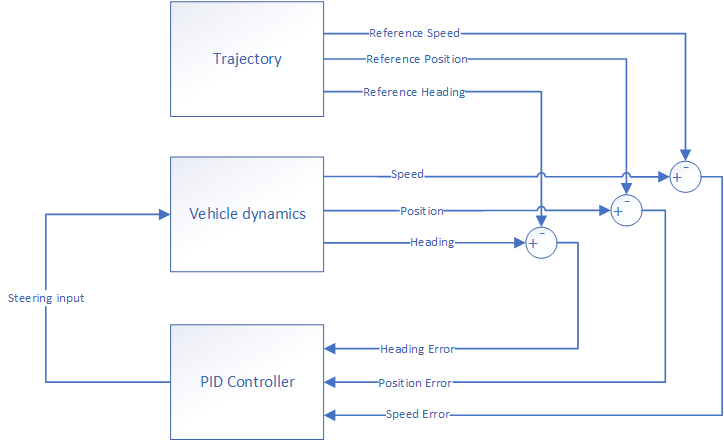 Trajectory
Reference Speed
Reference Position
Reference Heading
Vehicle dynamics
Speed
Position
Heading
-
+
-
+
-
+
Steering input
PID Controller
Heading Error
Position Error
Speed Error